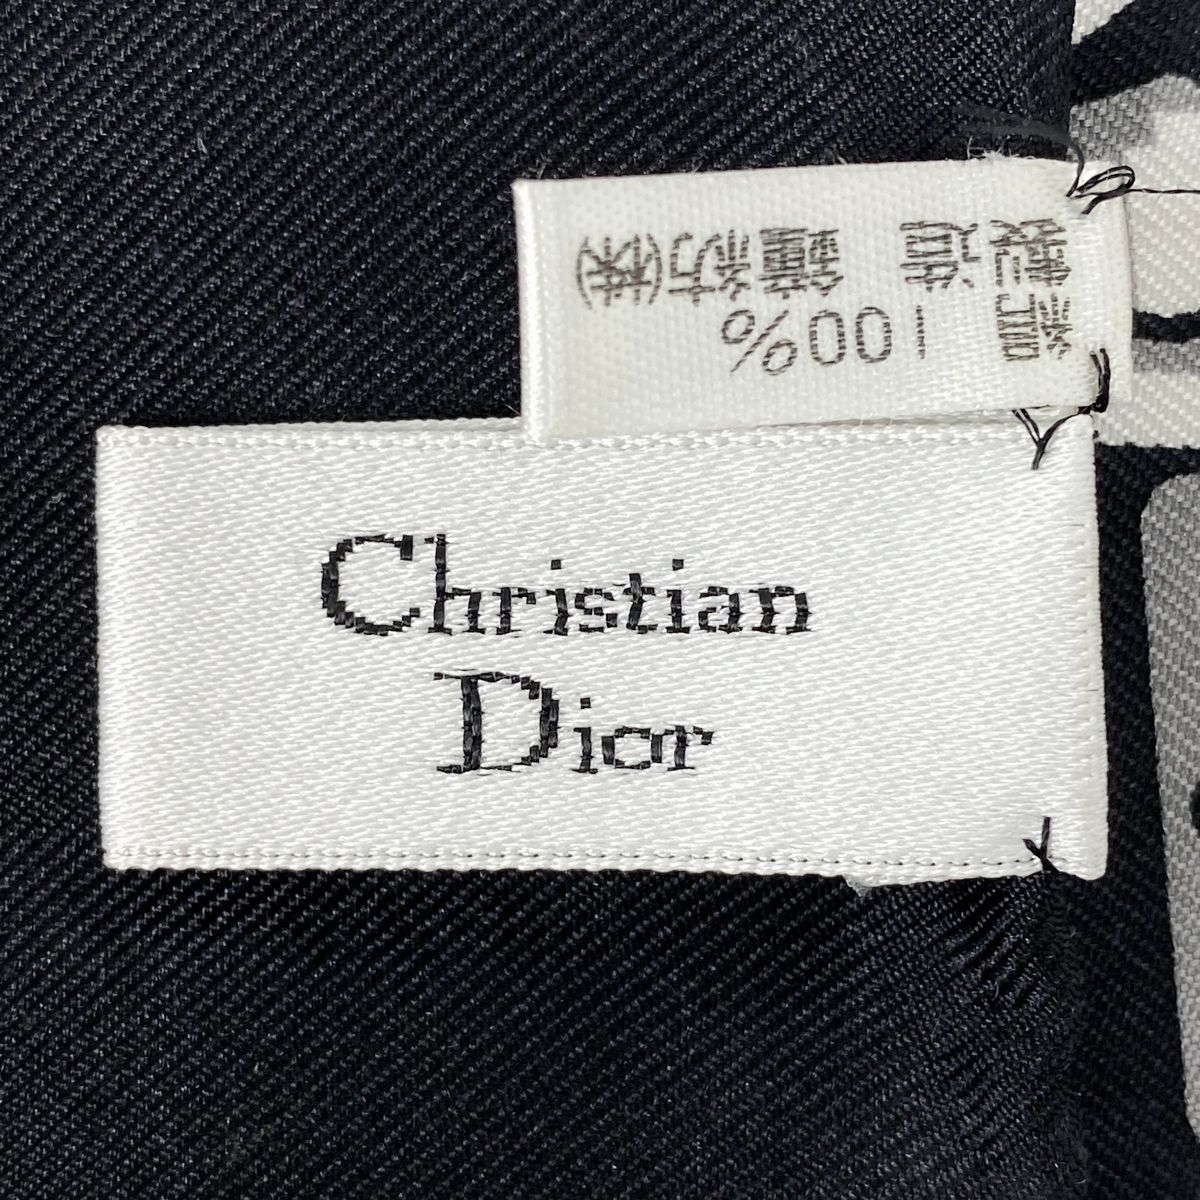 100%
鐘紡(株)
Christian
Dior